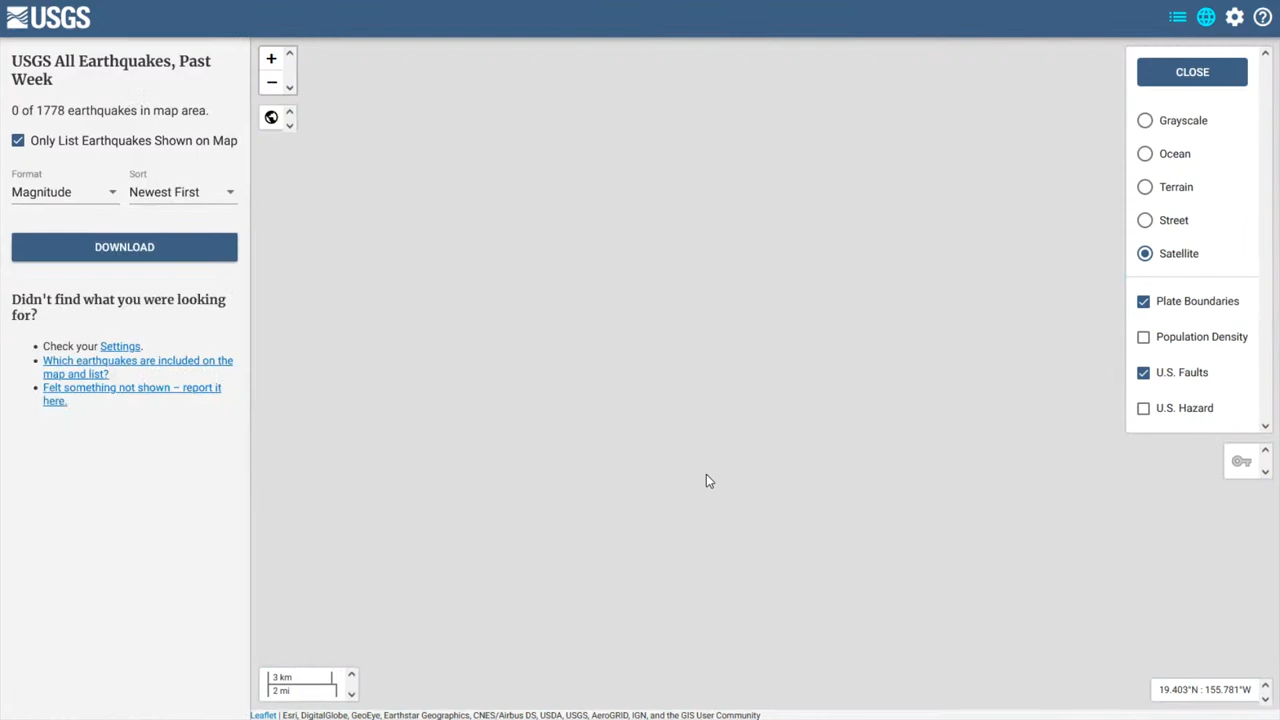 USGS
USGS All Earthquakes, Past
Week
0 of 1778 earthquakes in map area.
Only List Earthquakes Shown on Map
Format
Magnitude
Sort
Newest First
DOWNLOAD
Didn't find what you were looking
for?
• Check your Settings.
• Which earthquakes are included on the
map and list?
• Felt something not shown – report it
here.
+
−
CLOSE
Grayscale
Ocean
Terrain
Street
Satellite
Plate Boundaries
Population Density
U.S. Faults
U.S. Hazard
3 km
2 mi
19.403°N : 155.781°W
Leaflet | Esri, DigitalGlobe, GeoEye, Earthstar Geographics, CNES/Airbus DS, USDA, USGS, AeroGRID, IGN, and the GIS User Community